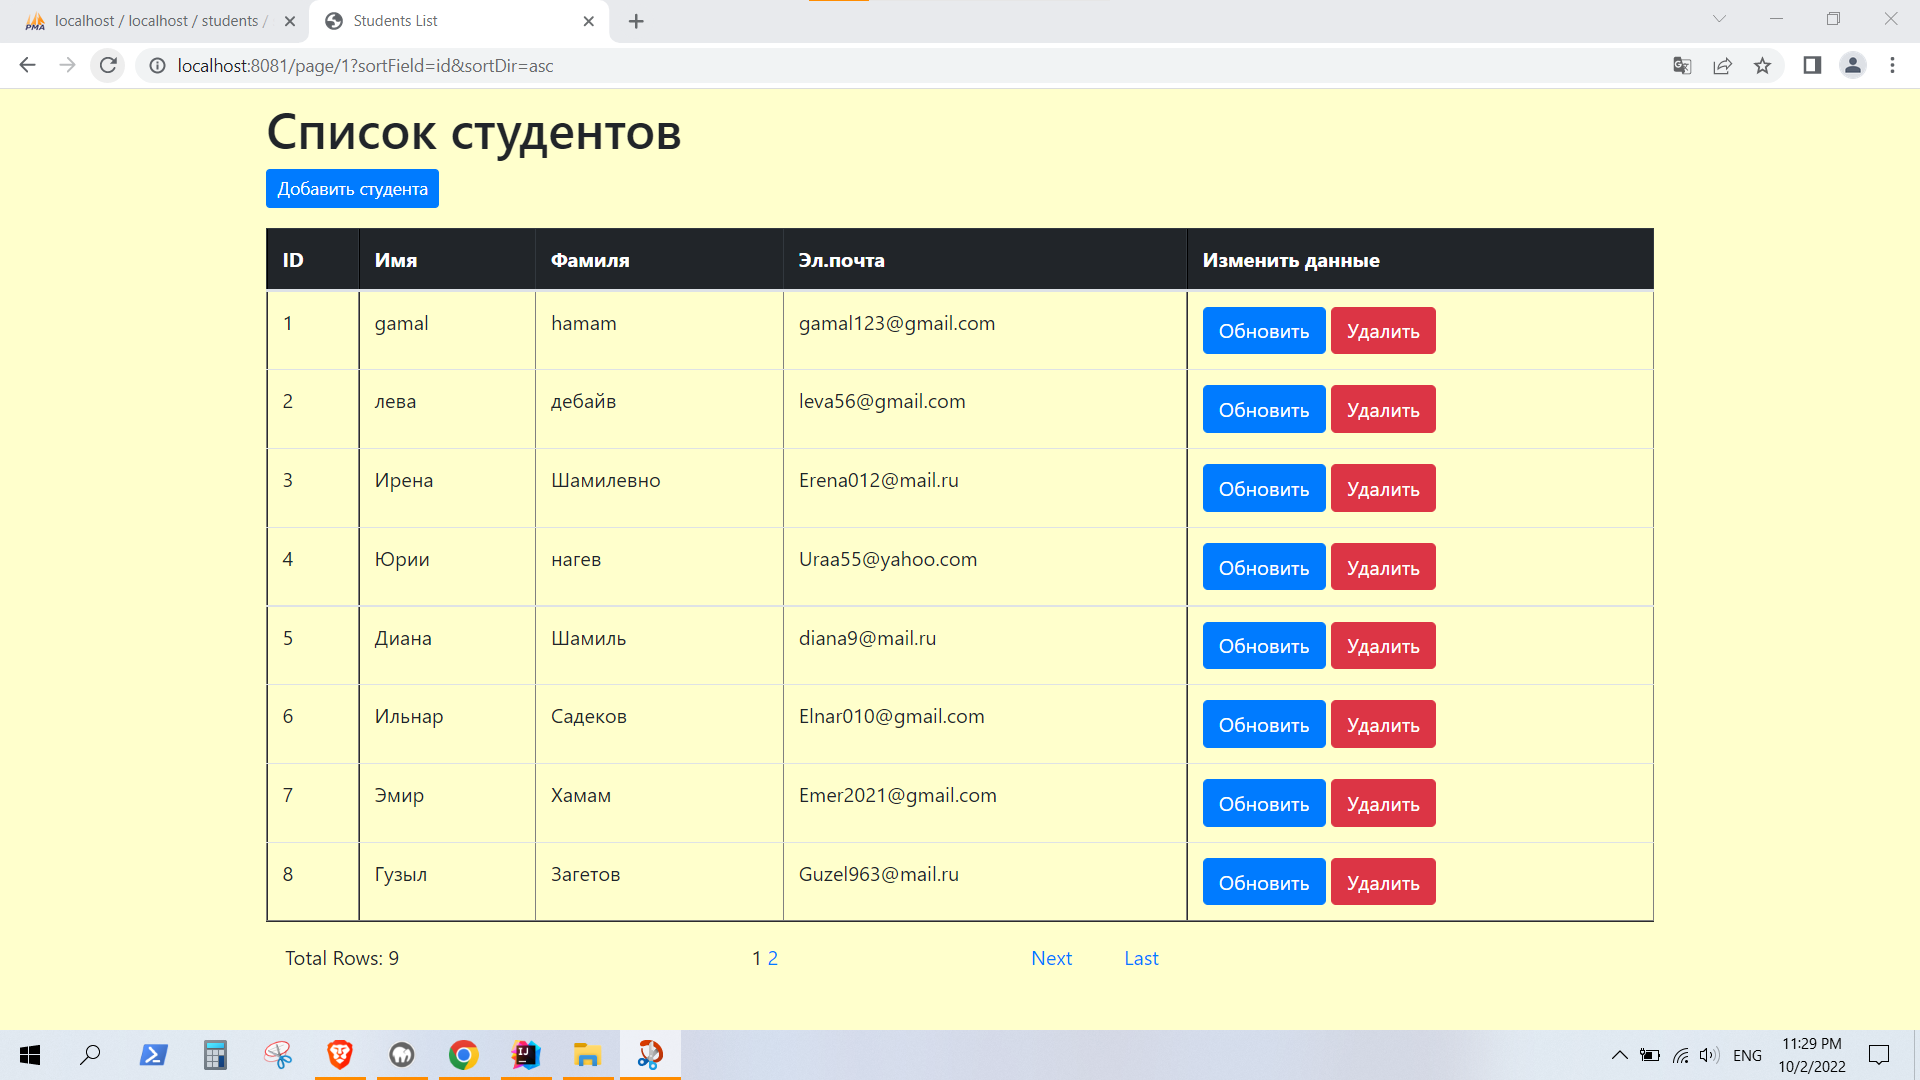 localhost / localhost / students /
Students List
localhost:8081/page/1?sortField=id&sortDir=asc
Список студентов
Добавить студента
ID Имя Фамиля Эл.почта Изменить данные
1 gamal hamam gamal123@gmail.com Обновить Удалить
2 лева дебайв leva56@gmail.com Обновить Удалить
3 Ирена Шамилевно Erena012@mail.ru Обновить Удалить
4 Юрии нагев Uraa55@yahoo.com Обновить Удалить
5 Диана Шамиль diana9@mail.ru Обновить Удалить
6 Ильнар Садеков Elnar010@gmail.com Обновить Удалить
7 Эмир Хамам Emer2021@gmail.com Обновить Удалить
8 Гузыл Загетов Guzel963@mail.ru Обновить Удалить
Total Rows: 9 1 2 Next Last
ENG
11:29 PM
10/2/2022